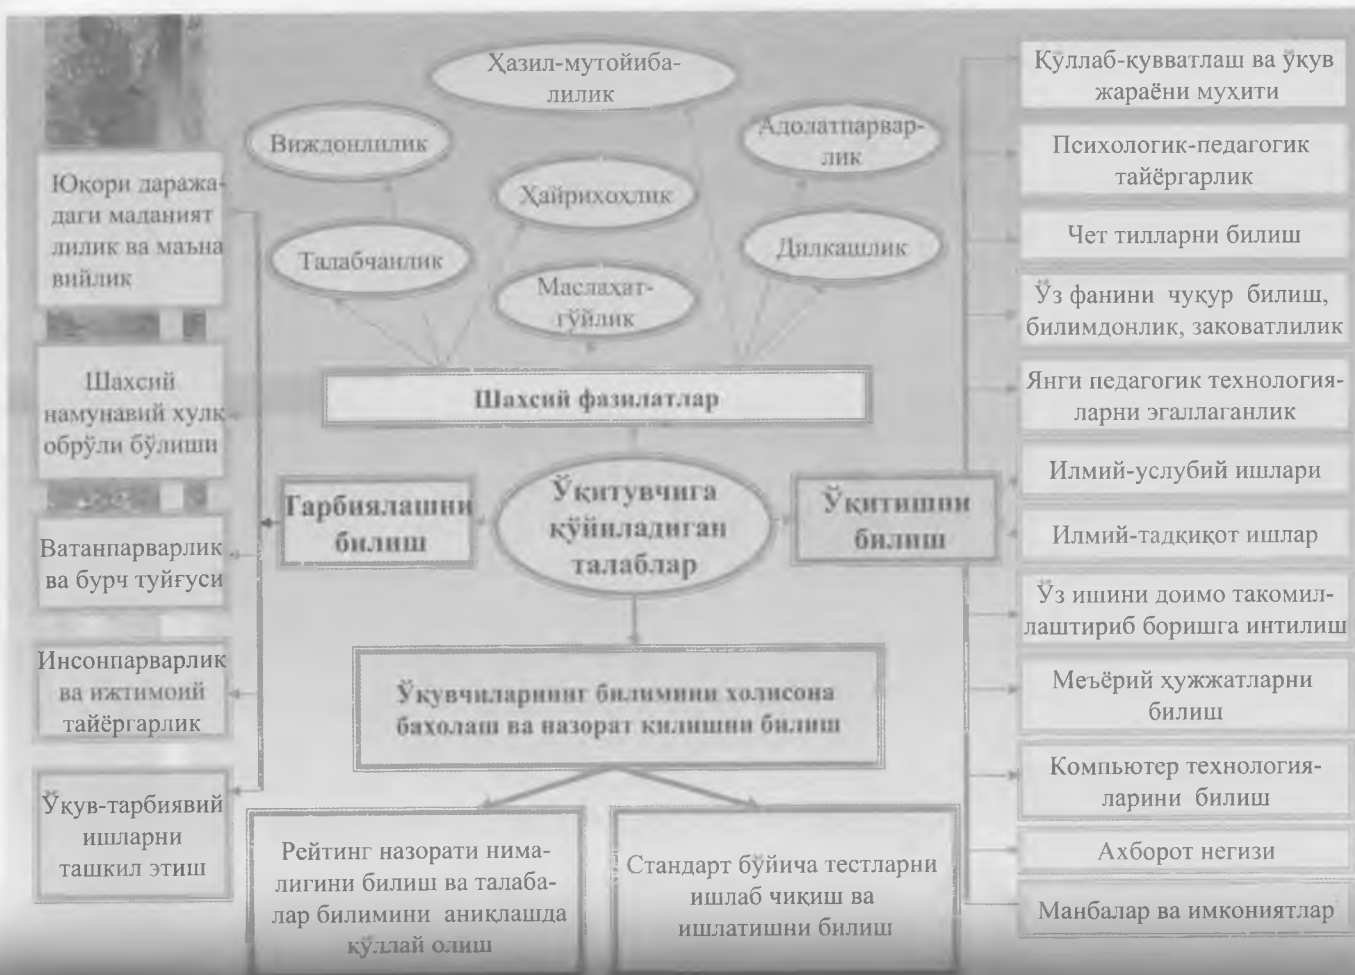 Ҳазил-мутойиба-
лилик
Виждонлилик
Адолатпарвар-
лик
Ҳайрихоҳлик
Талабчанлик
Дилкашлик
Маслаҳат-
гўйлик
Шахсий фазилатлар
Юқори даража-
даги маданият
лилик ва маъна
вийлик
Шахсий
намунавий хулқ
обрўли бўлиши
Ватанпарварлик
ва бурч туйғуси
Инсонпарварлик
ва ижтимоий
тайёргарлик
Ўқув-тарбиявий
ишларни
ташкил этиш
Тарбиялашни
билиш
Ўқитувчига
қўйиладиган
талаблар
Ўқитишни
билиш
Ўқувчиларнинг билимини холисона
баҳолаш ва назорат қилишни билиш
Рейтинг назорати нима-
лигини билиш ва талаба-
лар билимини аниқлашда
қўллай олиш
Стандарт бўйича тестларни
ишлаб чиқиш ва
ишлатишни билиш
Қўллаб-қувватлаш ва ўқув
жараёни муҳити
Психологик-педагогик
тайёргарлик
Чет тилларни билиш
Ўз фанини чуқур билиш,
билимдонлик, заковатлилик
Янги педагогик технология-
ларни эгаллаганлик
Илмий-услубий ишлари
Илмий-тадқиқот ишлар
Ўз ишини доимо такомил-
лаштириб боришга интилиш
Меъёрий ҳужжатларни
билиш
Компьютер технология-
ларини билиш
Ахборот негизи
Манбалар ва имкониятлар